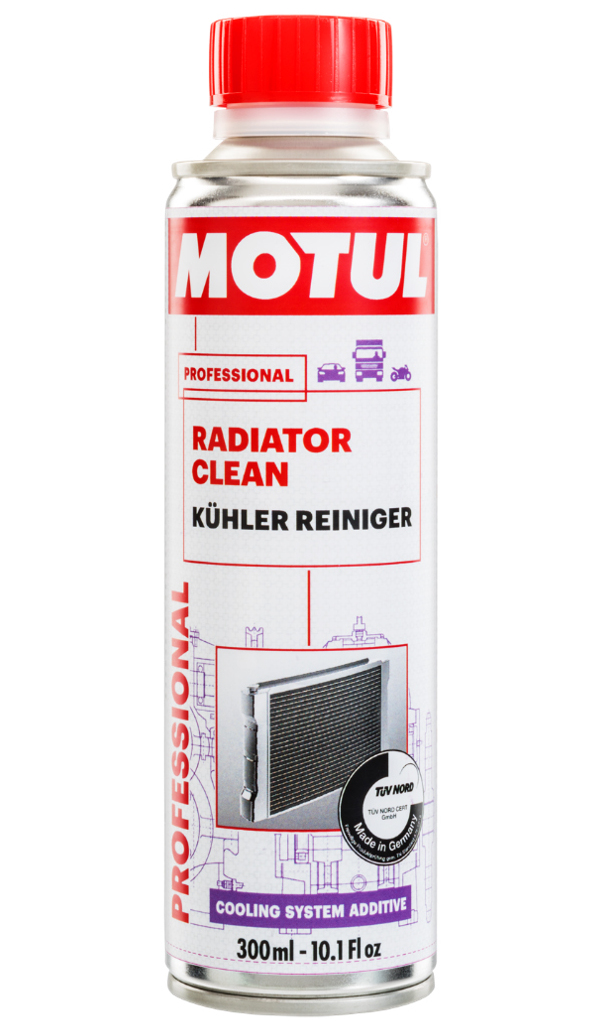 MOTUL®
PROFESSIONAL
RADIATOR
CLEAN
KÜHLER REINIGER
PROFESSIONAL
TÜV NORD
TÜV NORD CERT
GmbH
Made in Germany
COOLING SYSTEM ADDITIVE
300ml - 10.1 Fl oz